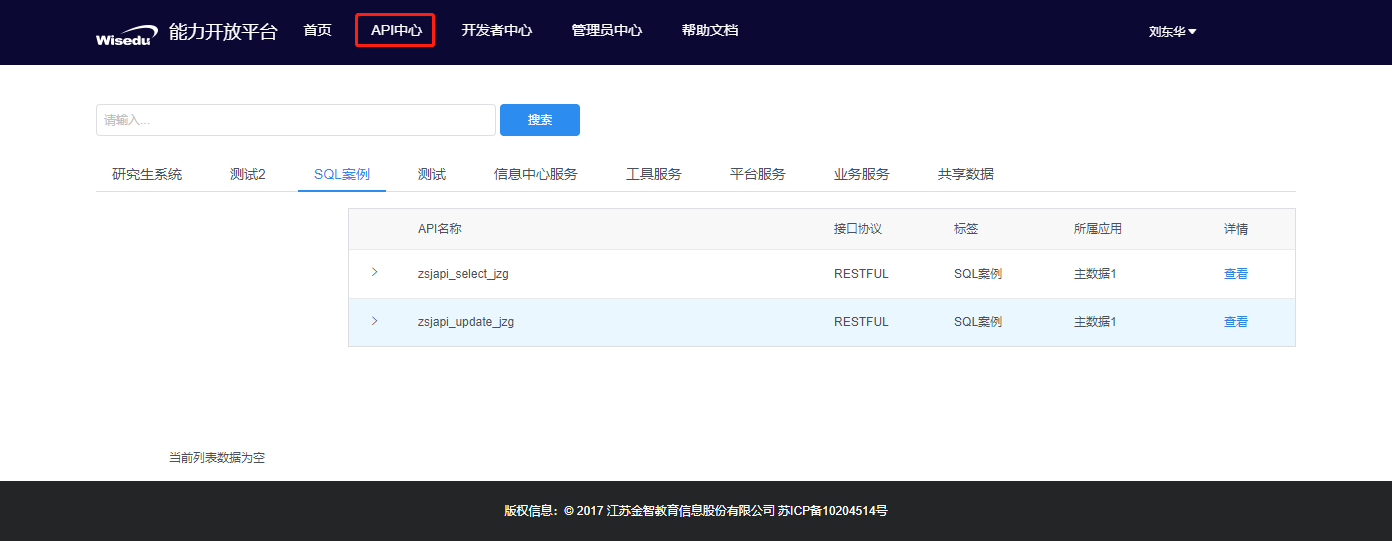 Wisedu 能力开放平台 首页 API中心 开发者中心 管理员中心 帮助文档 刘东华
请输入... 搜索
研究生系统 测试2 SQL案例 测试 信息中心服务 工具服务 平台服务 业务服务 共享数据
API名称 接口协议 标签 所属应用 详情
zsjapi_select_jzg RESTFUL SQL案例 主数据1 查看
zsjapi_update_jzg RESTFUL SQL案例 主数据1 查看
当前列表数据为空
版权信息：© 2017 江苏金智教育信息股份有限公司 苏ICP备10204514号